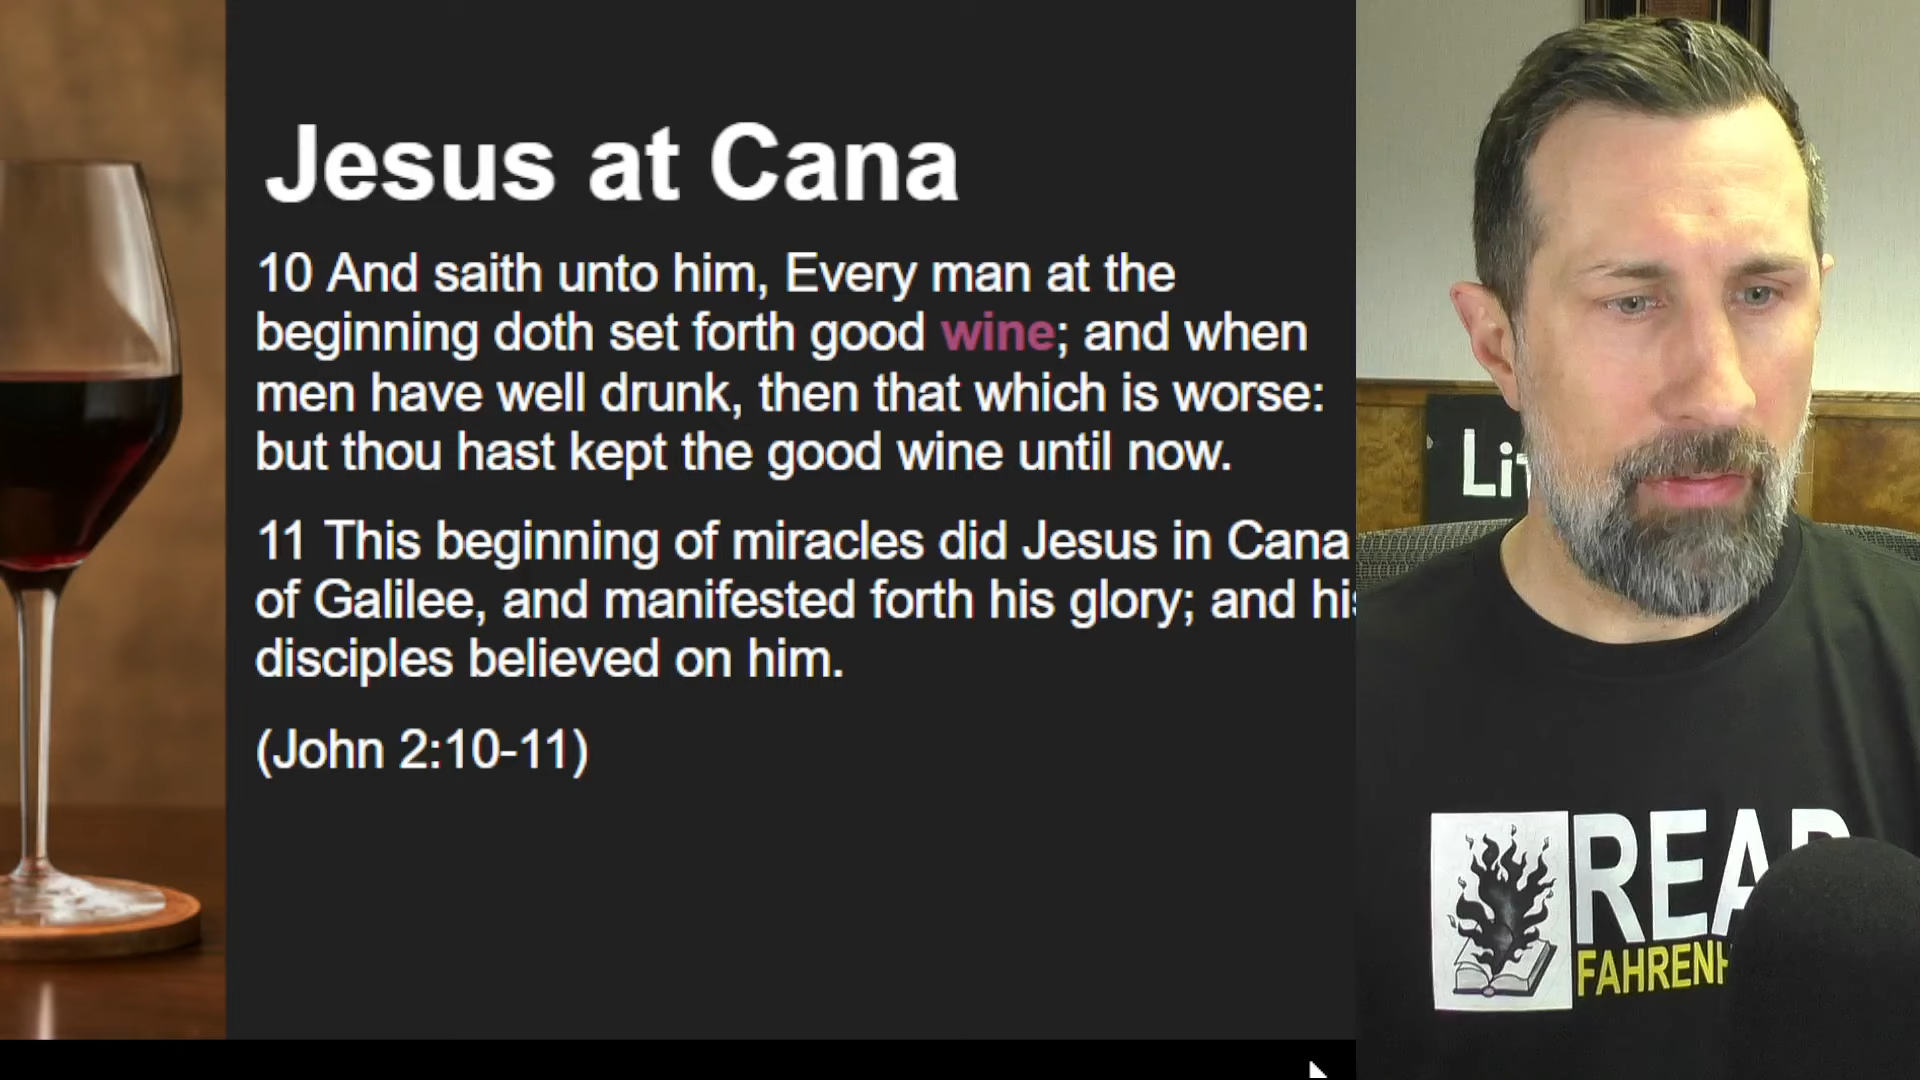 Jesus at Cana
10 And saith unto him, Every man at the
beginning doth set forth good wine; and when
men have well drunk, then that which is worse:
but thou hast kept the good wine until now.
11 This beginning of miracles did Jesus in Cana
of Galilee, and manifested forth his glory; and his
disciples believed on him.
(John 2:10-11)
READ